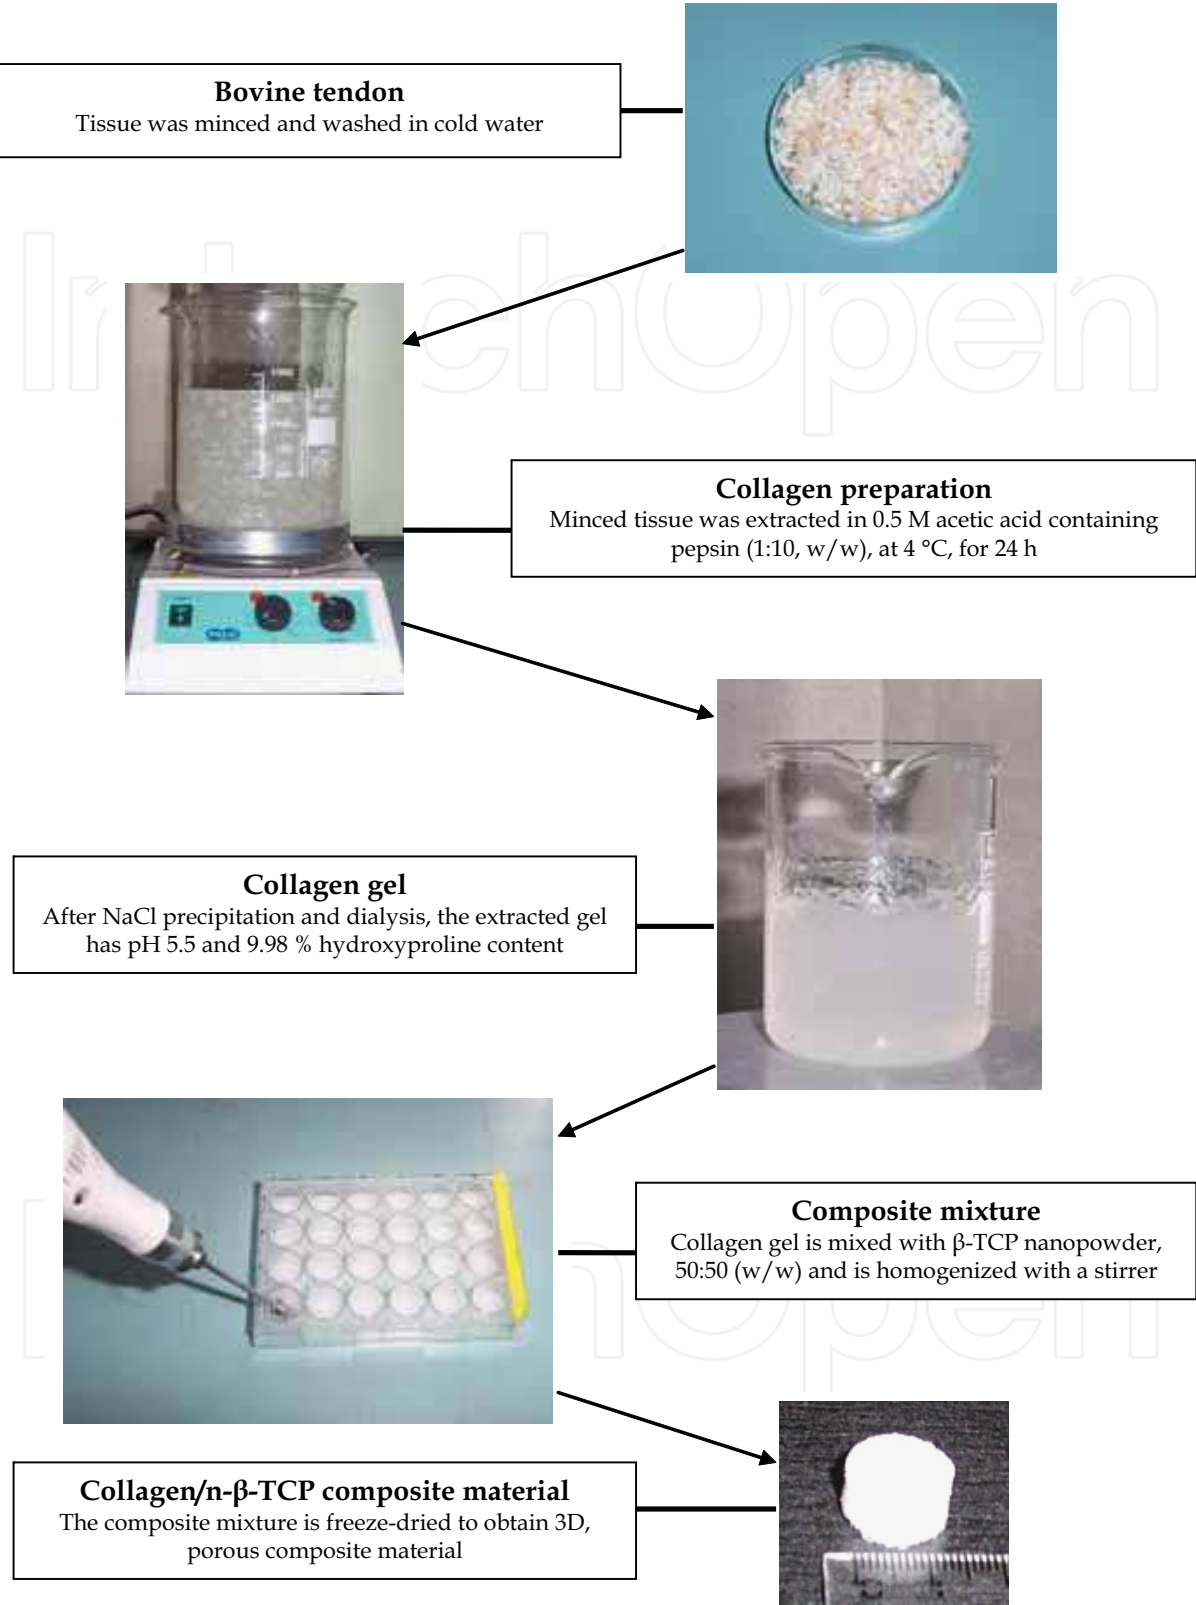 Bovine tendon
Tissue was minced and washed in cold water
Collagen preparation
Minced tissue was extracted in 0.5 M acetic acid containing
pepsin (1:10, w/w), at 4 °C, for 24 h
Collagen gel
After NaCl precipitation and dialysis, the extracted gel
has pH 5.5 and 9.98 % hydroxyproline content
Composite mixture
Collagen gel is mixed with β-TCP nanopowder,
50:50 (w/w) and is homogenized with a stirrer
Collagen/n-β-TCP composite material
The composite mixture is freeze-dried to obtain 3D,
porous composite material